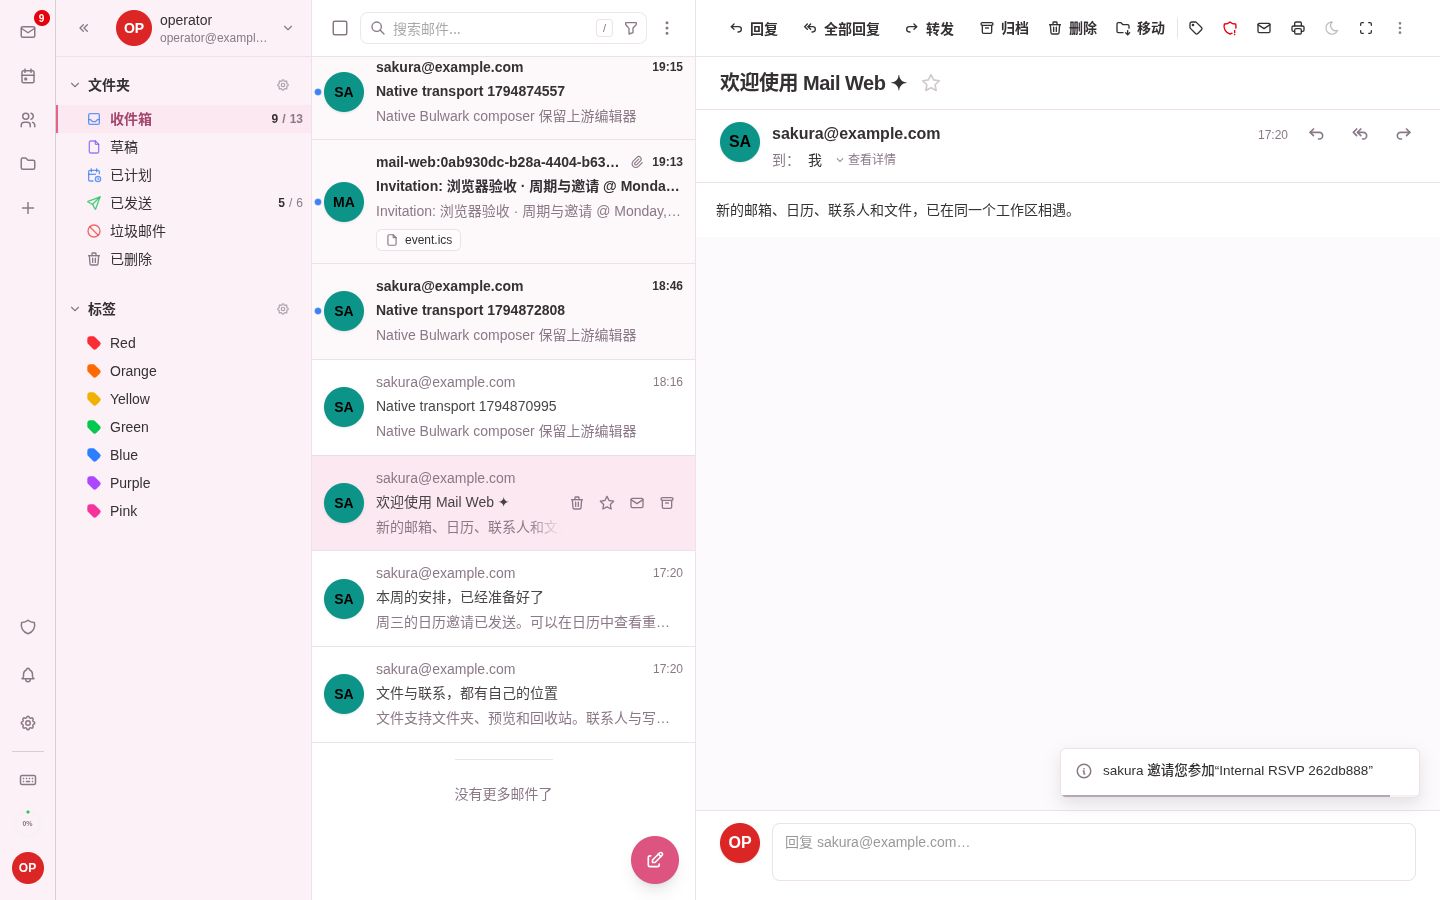 9
OP
operator
operator@exampl…
文件夹
收件箱
9 / 13
草稿
已计划
已发送
5 / 6
垃圾邮件
已删除
标签
Red
Orange
Yellow
Green
Blue
Purple
Pink
0%
OP
搜索邮件...
/
SA
sakura@example.com
19:15
Native transport 1794874557
Native Bulwark composer 保留上游编辑器
MA
mail-web:0ab930dc-b28a-4404-b63…
19:13
Invitation: 浏览器验收 · 周期与邀请 @ Monda…
Invitation: 浏览器验收 · 周期与邀请 @ Monday,…
event.ics
SA
sakura@example.com
18:46
Native transport 1794872808
Native Bulwark composer 保留上游编辑器
SA
sakura@example.com
18:16
Native transport 1794870995
Native Bulwark composer 保留上游编辑器
SA
sakura@example.com
欢迎使用 Mail Web ✦
新的邮箱、日历、联系人和文
SA
sakura@example.com
17:20
本周的安排，已经准备好了
周三的日历邀请已发送。可以在日历中查看重…
SA
sakura@example.com
17:20
文件与联系，都有自己的位置
文件支持文件夹、预览和回收站。联系人与写…
没有更多邮件了
回复
全部回复
转发
归档
删除
移动
欢迎使用 Mail Web ✦
SA
sakura@example.com
17:20
到： 我
查看详情
新的邮箱、日历、联系人和文件，已在同一个工作区相遇。
sakura 邀请您参加“Internal RSVP 262db888”
OP
回复 sakura@example.com…